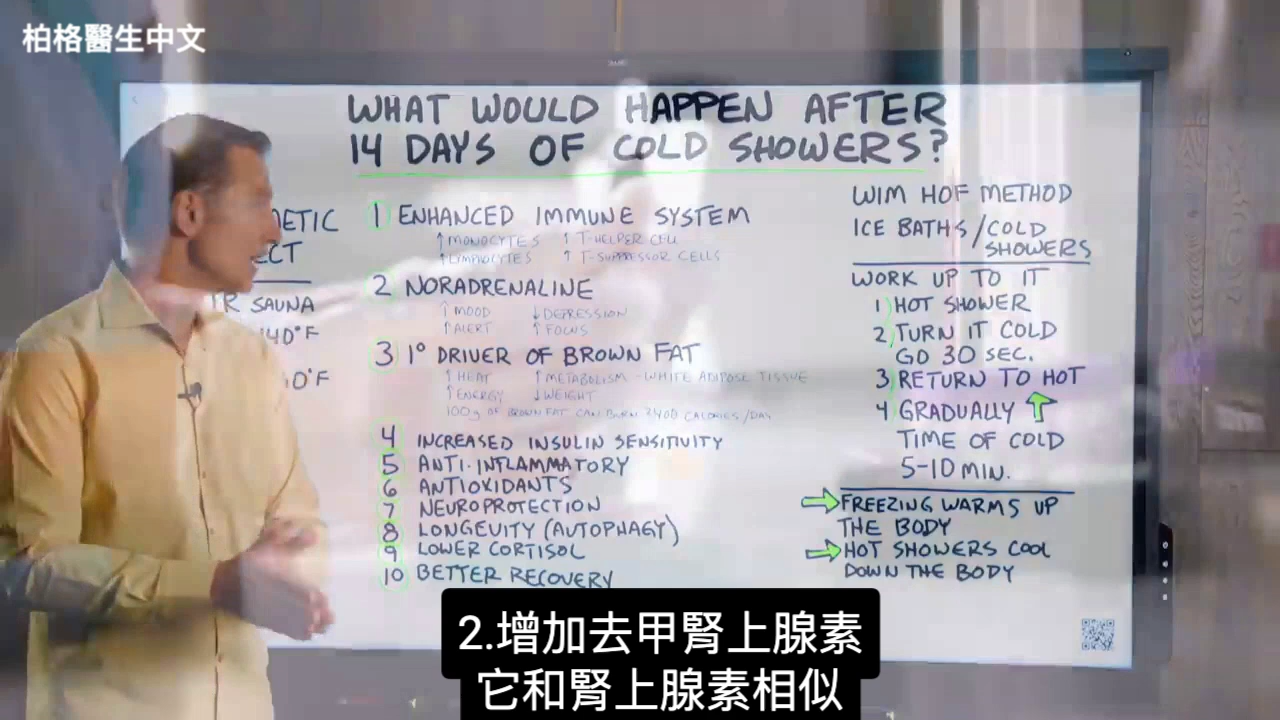 柏格醫生中文
WHAT WOULD HAPPEN AFTER
14 DAYS OF COLD SHOWERS?
ETIC
ECT
R SAUNA
140°F
0°F
1 ENHANCED IMMUNE SYSTEM
↑MONOCYTES ↑ T-HELPER CELL
↑LYMPHOCYTES ↑ T-SUPPRESSOR CELLS
2 NORADRENALINE
↑MOOD ↓DEPRESSION
↑ALERT ↑FOCUS
3 1° DRIVER OF BROWN FAT
↑HEAT ↑METABOLISM - WHITE ADIPOSE TISSUE
↑ENERGY ↓WEIGHT
100g OF BROWN FAT CAN BURN 3400 CALORIES/DAY
4 INCREASED INSULIN SENSITIVITY
5 ANTI-INFLAMMATORY
6 ANTIOXIDANTS
7 NEUROPROTECTION
8 LONGEVITY (AUTOPHAGY)
9 LOWER CORTISOL
10 BETTER RECOVERY
WIM HOF METHOD
ICE BATHS/COLD
SHOWERS
WORK UP TO IT
1) HOT SHOWER
2) TURN IT COLD
GO 30 SEC.
3) RETURN TO HOT
4) GRADUALLY ↑
TIME OF COLD
5-10 MIN.
→FREEZING WARMS UP
THE BODY
→HOT SHOWERS COOL
DOWN THE BODY
2.增加去甲腎上腺素
它和腎上腺素相似